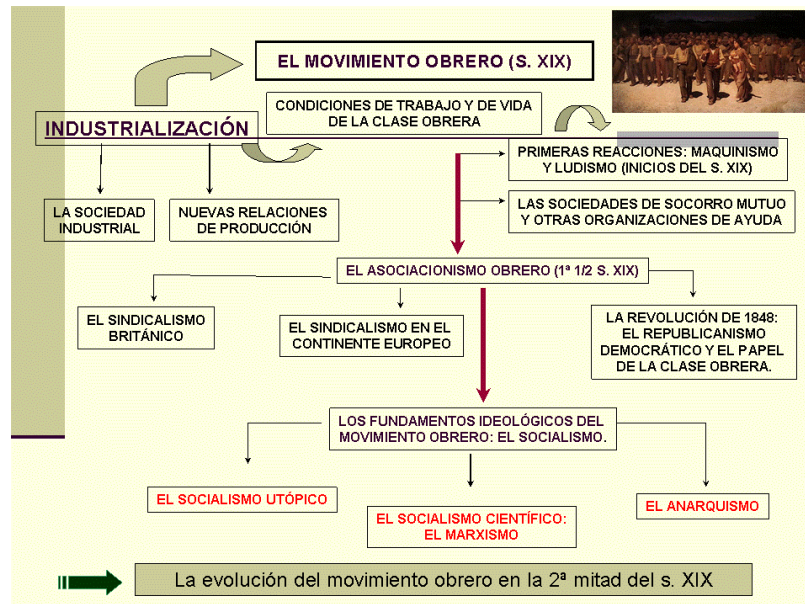 EL MOVIMIENTO OBRERO (S. XIX)
CONDICIONES DE TRABAJO Y DE VIDA
DE LA CLASE OBRERA
INDUSTRIALIZACIÓN
PRIMERAS REACCIONES: MAQUINISMO
Y LUDISMO (INICIOS DEL S. XIX)
LA SOCIEDAD
INDUSTRIAL
NUEVAS RELACIONES
DE PRODUCCIÓN
LAS SOCIEDADES DE SOCORRO MUTUO
Y OTRAS ORGANIZACIONES DE AYUDA
EL ASOCIACIONISMO OBRERO (1ª 1/2 S. XIX)
EL SINDICALISMO
BRITÁNICO
EL SINDICALISMO EN EL
CONTINENTE EUROPEO
LA REVOLUCIÓN DE 1848:
EL REPUBLICANISMO
DEMOCRÁTICO Y EL PAPEL
DE LA CLASE OBRERA.
LOS FUNDAMENTOS IDEOLÓGICOS DEL
MOVIMIENTO OBRERO: EL SOCIALISMO.
EL SOCIALISMO UTÓPICO
EL SOCIALISMO CIENTÍFICO:
EL MARXISMO
EL ANARQUISMO
La evolución del movimiento obrero en la 2ª mitad del s. XIX